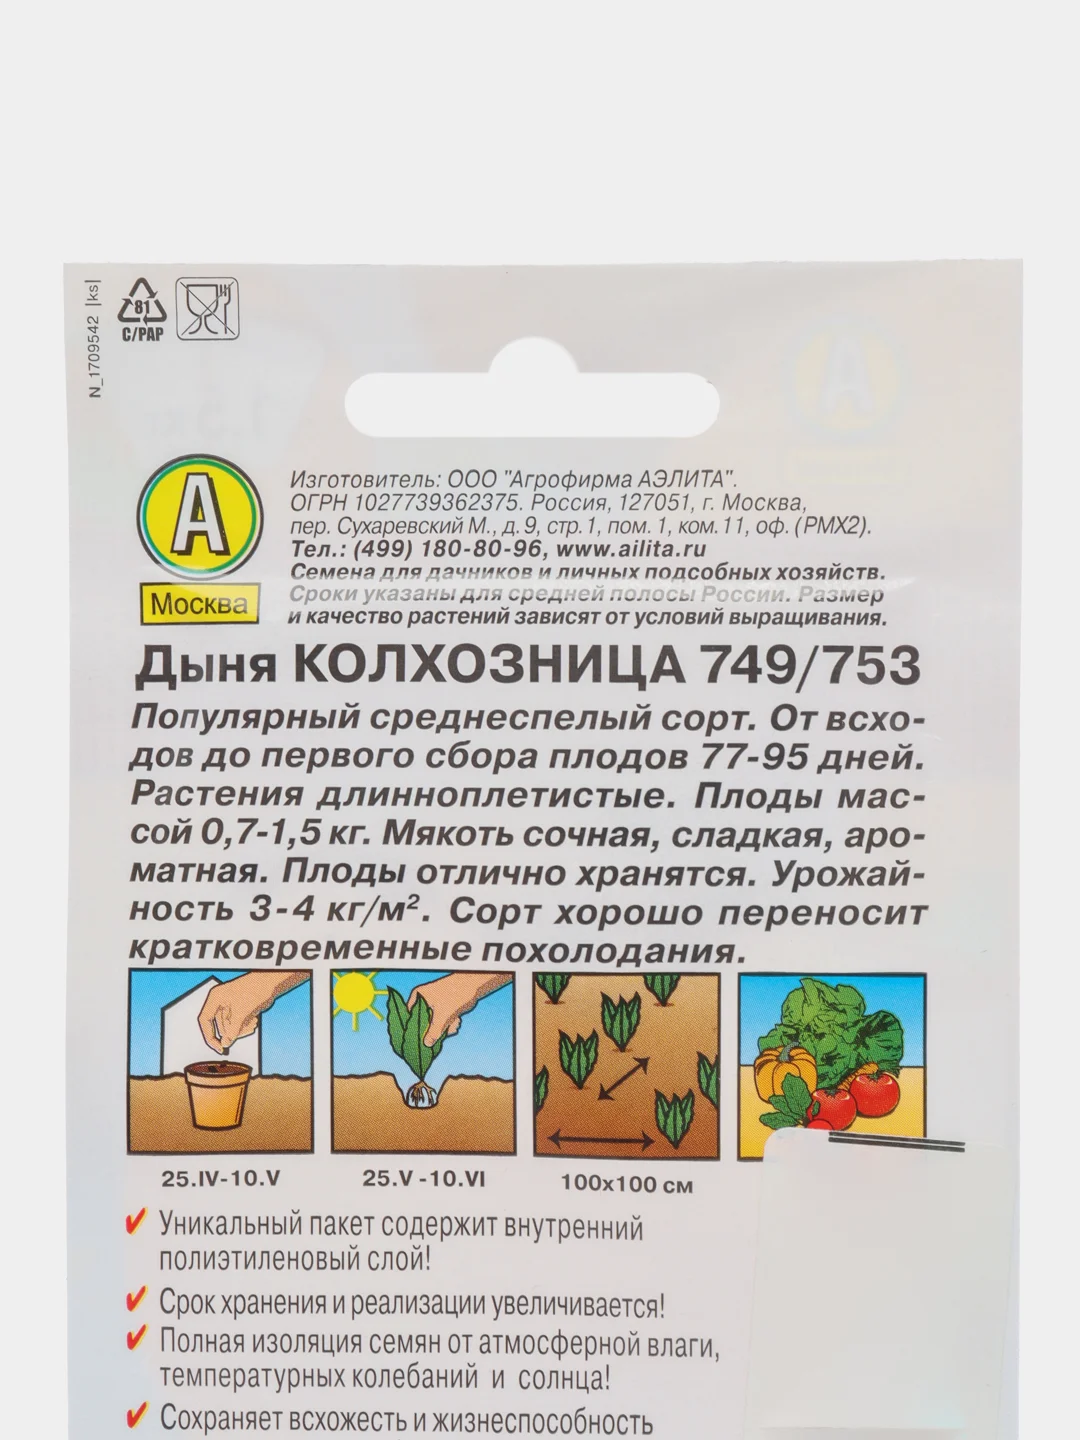 N_1709542 |ks|
81
C/PAP
А
Москва
Изготовитель: ООО "Агрофирма АЭЛИТА".
ОГРН 1027739362375. Россия, 127051, г. Москва,
пер. Сухаревский М., д. 9, стр. 1, пом. 1, ком. 11, оф. (РМХ2).
Тел.: (499) 180-80-96, www.ailita.ru
Семена для дачников и личных подсобных хозяйств.
Сроки указаны для средней полосы России. Размер
и качество растений зависят от условий выращивания.
Дыня КОЛХОЗНИЦА 749/753
Популярный среднеспелый сорт. От всхо-
дов до первого сбора плодов 77-95 дней.
Растения длинноплетистые. Плоды мас-
сой 0,7-1,5 кг. Мякоть сочная, сладкая, аро-
матная. Плоды отлично хранятся. Урожай-
ность 3-4 кг/м². Сорт хорошо переносит
кратковременные похолодания.
25.IV-10.V
25.V -10.VI
100х100 см
Уникальный пакет содержит внутренний
полиэтиленовый слой!
Срок хранения и реализации увеличивается!
Полная изоляция семян от атмосферной влаги,
температурных колебаний и солнца!
Сохраняет всхожесть и жизнеспособность